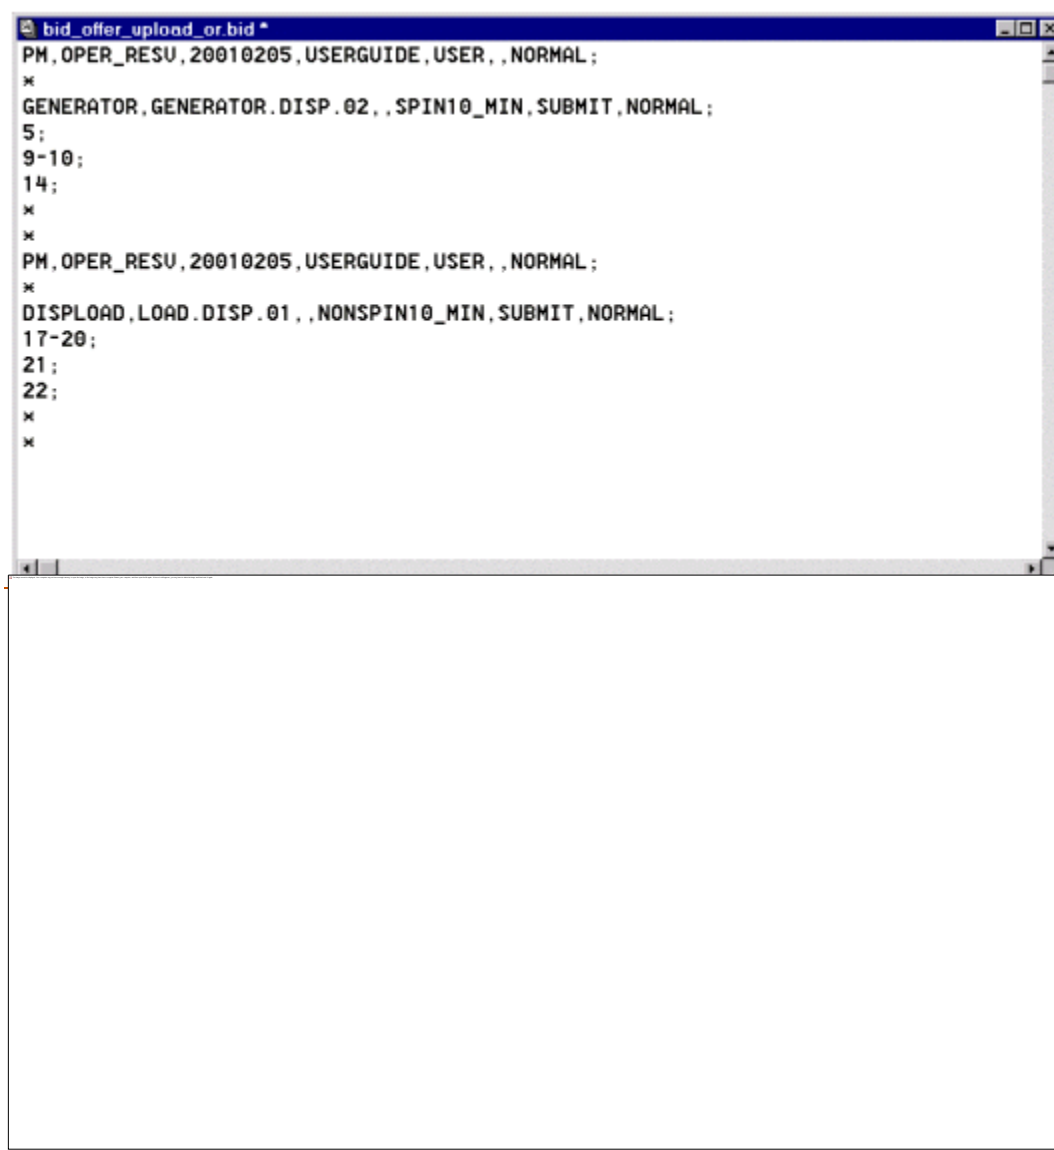 bid_offer_upload_or.bid *
PM,OPER_RESV,20010205,USERGUIDE,USER,,NORMAL;
*
GENERATOR,GENERATOR.DISP.02,,SPIN10_MIN,SUBMIT,NORMAL;
5;
9-10;
14;
*
*
PM,OPER_RESV,20010205,USERGUIDE,USER,,NORMAL;
*
DISPLOAD,LOAD.DISP.01,,NONSPIN10_MIN,SUBMIT,NORMAL;
17-20;
21;
22;
*
*